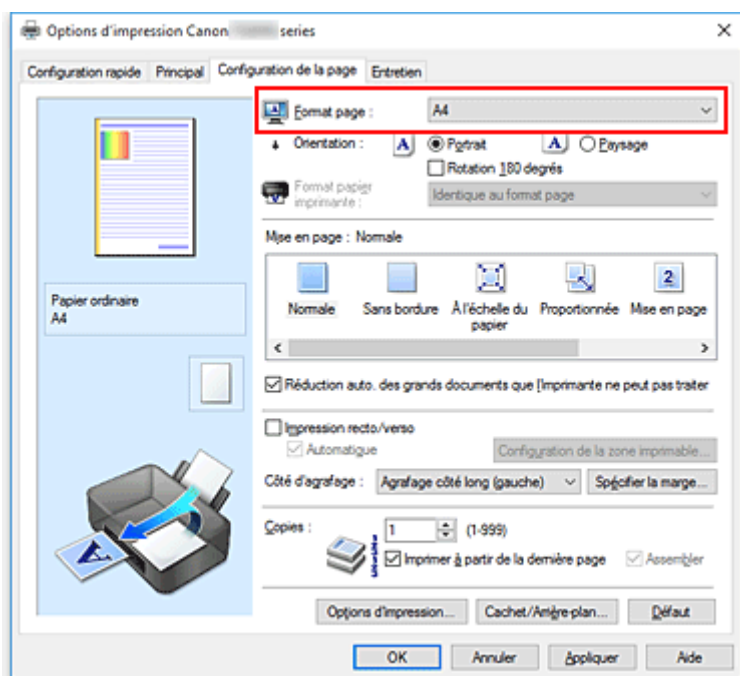 Options d'impression Canon series
Configuration rapide Principal Configuration de la page Entretien
Format page : A4
Orientation : A Portrait A Paysage
Rotation 180 degrés
Format papier imprimante : Identique au format page
Mise en page : Normale
Normale Sans bordure À l'échelle du papier Proportionnée 2 Mise en page
Papier ordinaire
A4
Réduction auto. des grands documents que l'imprimante ne peut pas traiter
Impression recto/verso
Automatique Configuration de la zone imprimable...
Côté d'agrafage : Agrafage côté long (gauche) Spécifier la marge...
Copies : 1 (1-999)
Imprimer à partir de la dernière page Assembler
Options d'impression... Cachet/Arrière-plan... Défaut
OK Annuler Appliquer Aide